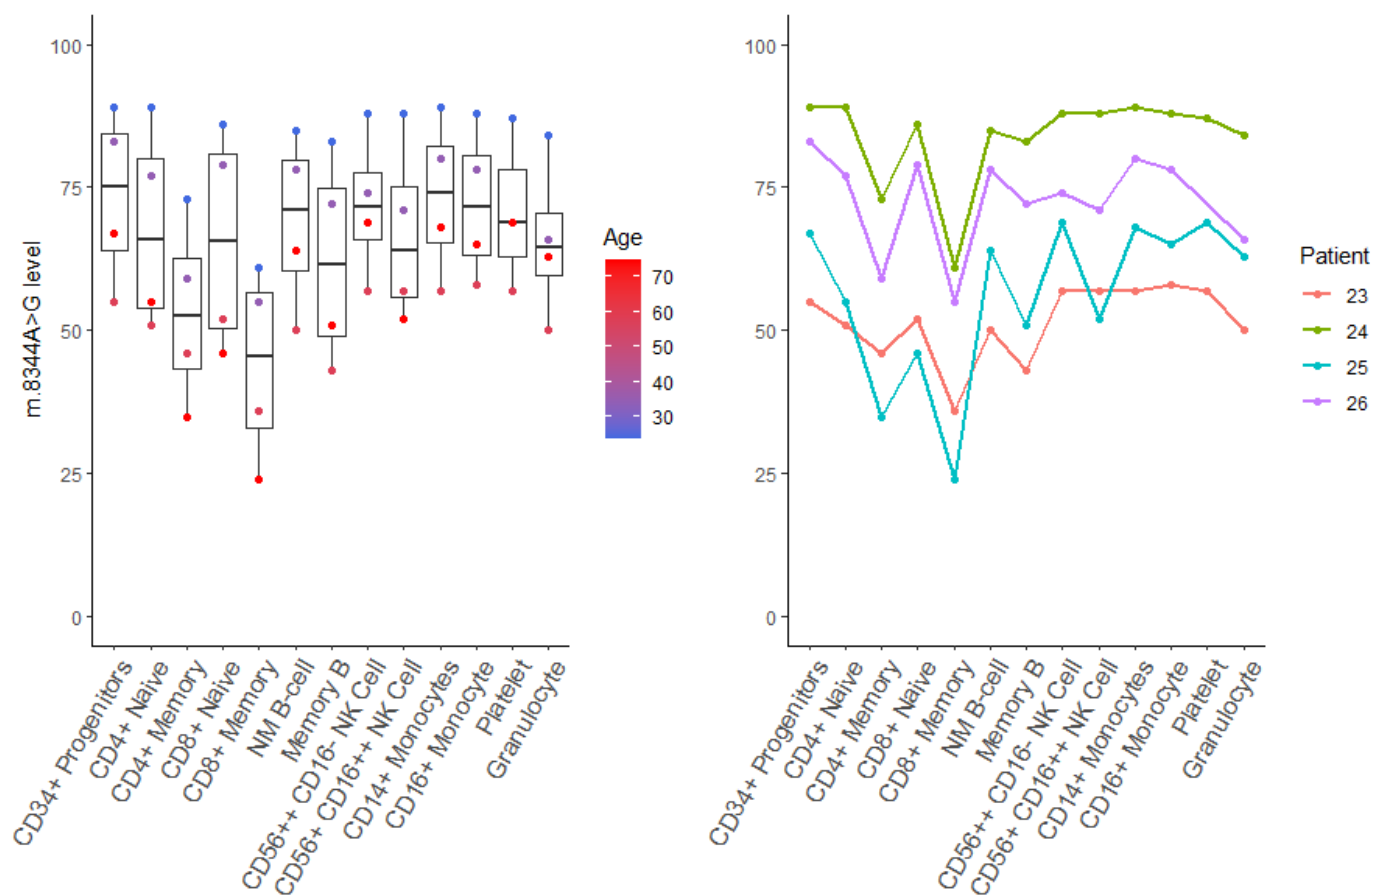 m.8344A>G level
100
75
50
25
0
CD34+ Progenitors
CD4+ Naive
CD4+ Memory
CD8+ Naive
CD8+ Memory
NM B-cell
Memory B
CD56++ CD16- NK Cell
CD56+ CD16++ NK Cell
CD14+ Monocytes
CD16+ Monocyte
Platelet
Granulocyte
Age
70
60
50
40
30
100
75
50
25
0
CD34+ Progenitors
CD4+ Naive
CD4+ Memory
CD8+ Naive
CD8+ Memory
NM B-cell
Memory B
CD56++ CD16- NK Cell
CD56+ CD16++ NK Cell
CD14+ Monocytes
CD16+ Monocyte
Platelet
Granulocyte
Patient
23
24
25
26